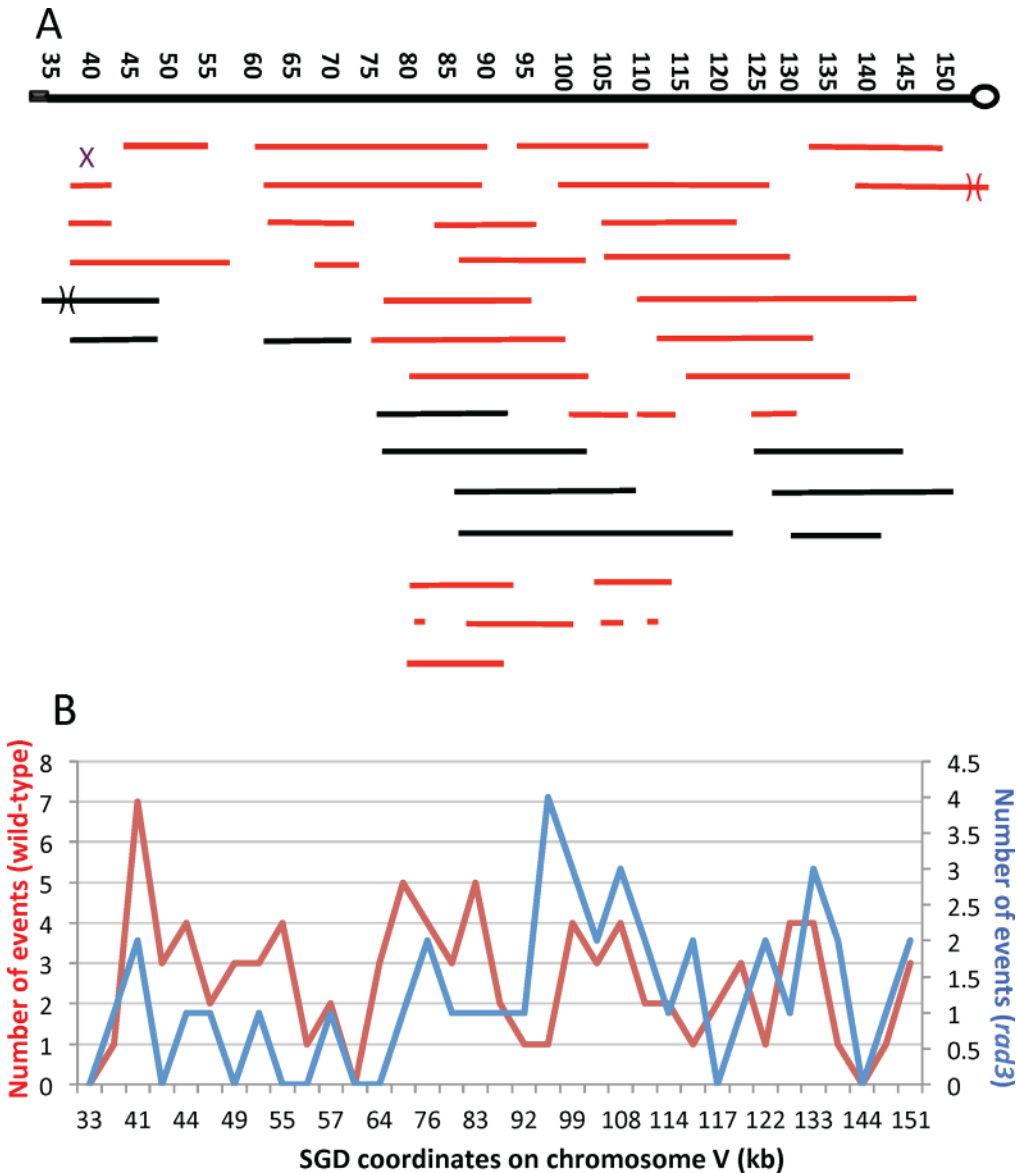 A
35 40 45 50 55 60 65 70 75 80 85 90 95 100 105 110 115 120 125 130 135 140 145 150
X
)(
)(
B
Number of events (wild-type)
8
7
6
5
4
3
2
1
0
4.5
4
3.5
3
2.5
2
1.5
1
0.5
0
Number of events (rad3)
33 41 44 49 55 57 64 76 83 92 99 108 114 117 122 133 144 151
SGD coordinates on chromosome V (kb)